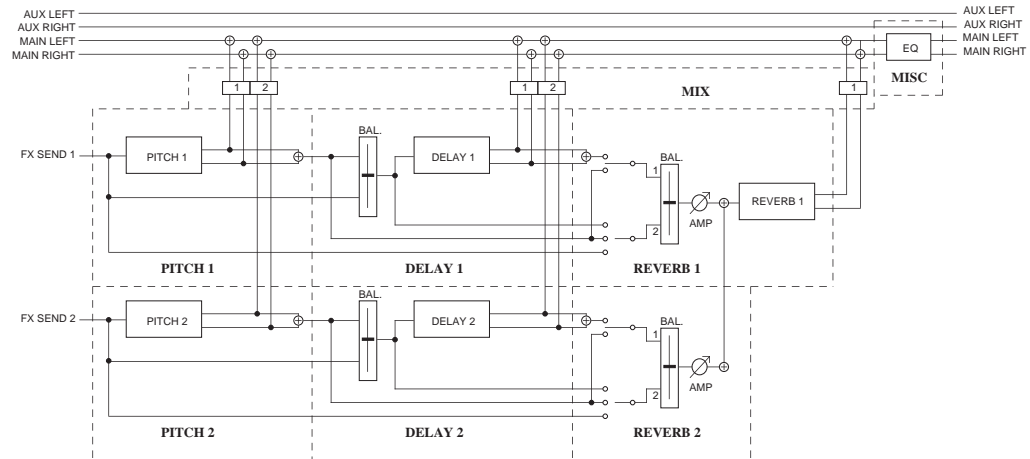 AUX LEFT AUX LEFT
AUX RIGHT AUX RIGHT
MAIN LEFT MAIN LEFT
MAIN RIGHT EQ MAIN RIGHT
MISC
1 2 1 2 MIX 1
BAL.
FX SEND 1 PITCH 1 DELAY 1 BAL.
1
REVERB 1
AMP
2
PITCH 1 DELAY 1 REVERB 1
BAL.
FX SEND 2 PITCH 2 DELAY 2 BAL.
1
AMP
2
PITCH 2 DELAY 2 REVERB 2